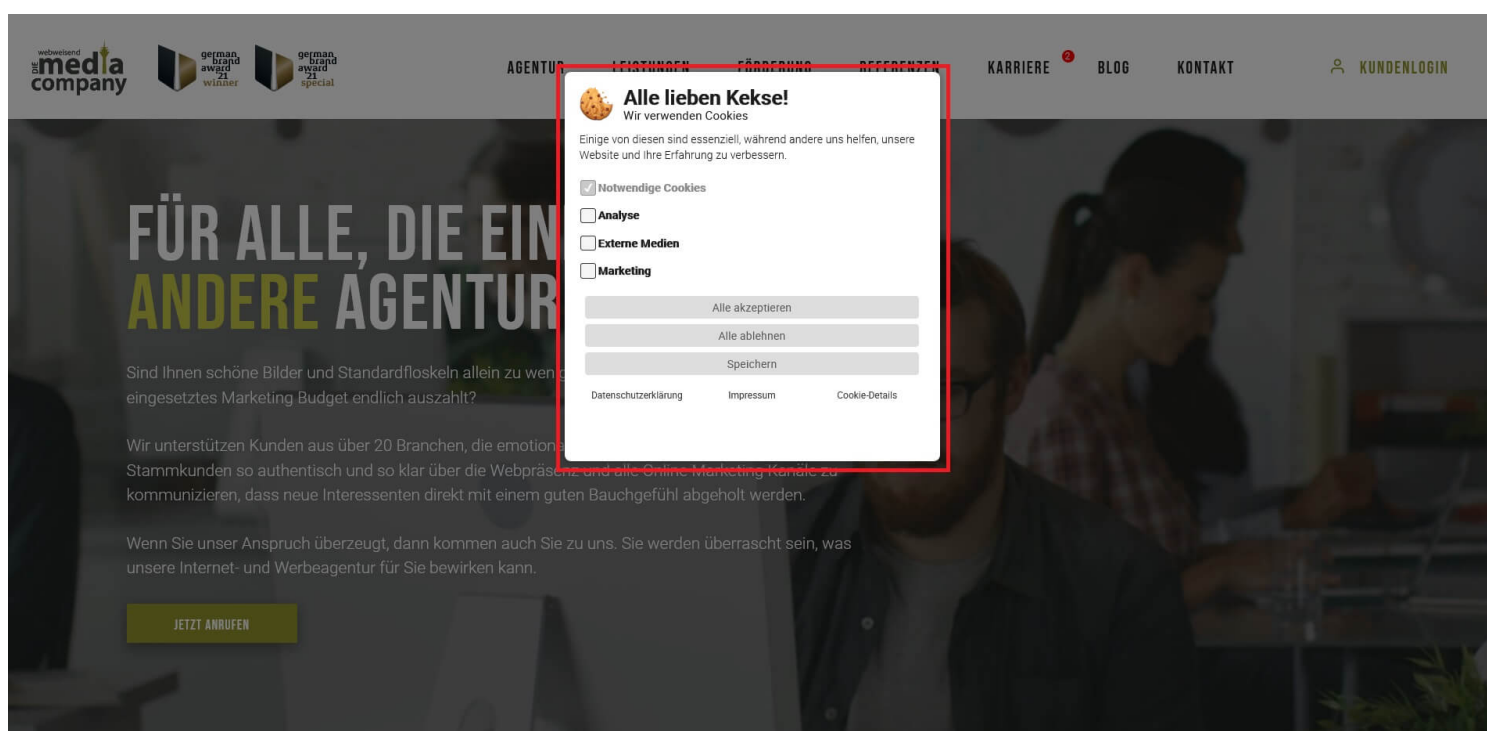 webweisend
DIE media
company
german
brand
award
'21
winner
german
brand
award
'21
special
AGENTUR LEISTUNGEN FÖRDERUNG REFERENZEN KARRIERE 2 BLOG KONTAKT KUNDENLOGIN
Alle lieben Kekse!
Wir verwenden Cookies
Einige von diesen sind essenziell, während andere uns helfen, unsere
Website und Ihre Erfahrung zu verbessern.
Notwendige Cookies
Analyse
Externe Medien
Marketing
Alle akzeptieren
Alle ablehnen
Speichern
Datenschutzerklärung Impressum Cookie-Details
FÜR ALLE, DIE EIN
ANDERE AGENTUR
Sind Ihnen schöne Bilder und Standardfloskeln allein zu wenig
eingesetztes Marketing Budget endlich auszahlt?
Wir unterstützen Kunden aus über 20 Branchen, die emotiona
Stammkunden so authentisch und so klar über die Webpräsenz und alle Online Marketing Kanäle zu
kommunizieren, dass neue Interessenten direkt mit einem guten Bauchgefühl abgeholt werden.
Wenn Sie unser Anspruch überzeugt, dann kommen auch Sie zu uns. Sie werden überrascht sein, was
unsere Internet- und Werbeagentur für Sie bewirken kann.
JETZT ANRUFEN